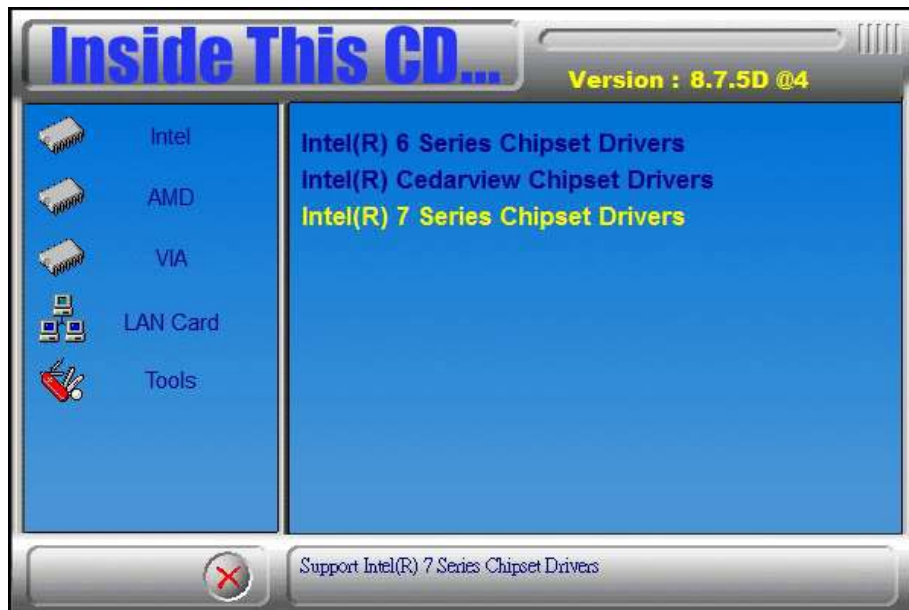 Inside This CD...
Version : 8.7.5D @4
Intel
AMD
VIA
LAN Card
Tools
Intel(R) 6 Series Chipset Drivers
Intel(R) Cedarview Chipset Drivers
Intel(R) 7 Series Chipset Drivers
Support Intel(R) 7 Series Chipset Drivers